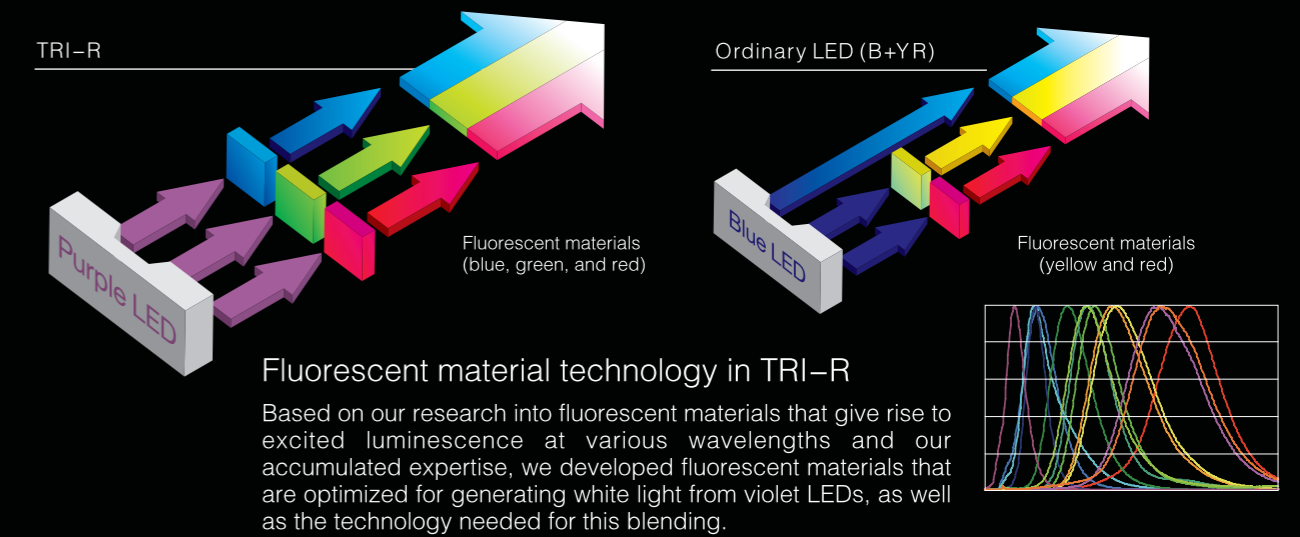 TRI–R
Ordinary LED (B+YR)
Purple LED
Fluorescent materials
(blue, green, and red)
Blue LED
Fluorescent materials
(yellow and red)
Fluorescent material technology in TRI–R
Based on our research into fluorescent materials that give rise to
excited luminescence at various wavelengths and our
accumulated expertise, we developed fluorescent materials that
are optimized for generating white light from violet LEDs, as well
as the technology needed for this blending.